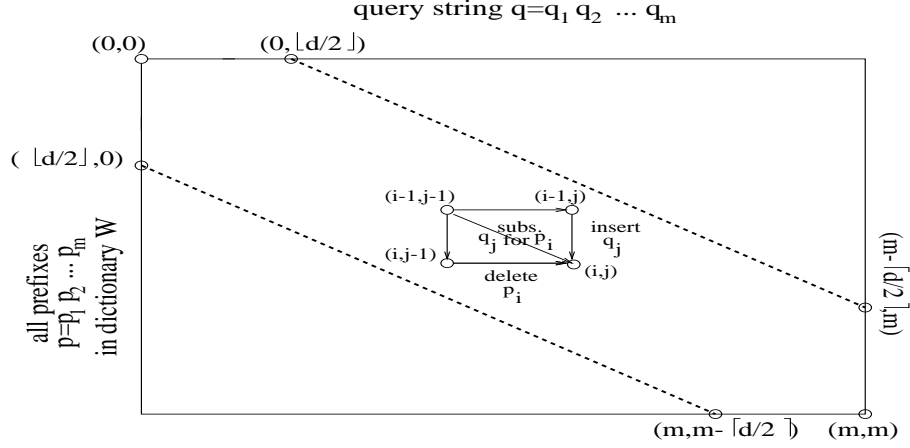 query string q=q₁ q₂ ... qₘ
(0,0)
(0,⌊d/2⌋)
(⌊d/2⌋,0)
(i-1,j-1)
(i-1,j)
subs.
qⱼ for pᵢ
insert
qⱼ
(i,j-1)
(i,j)
delete
pᵢ
all prefixes
p=p₁ p₂ ... pₘ
in dictionary W
(m-⌈d/2⌉,m)
(m,m-⌈d/2⌉)
(m,m)